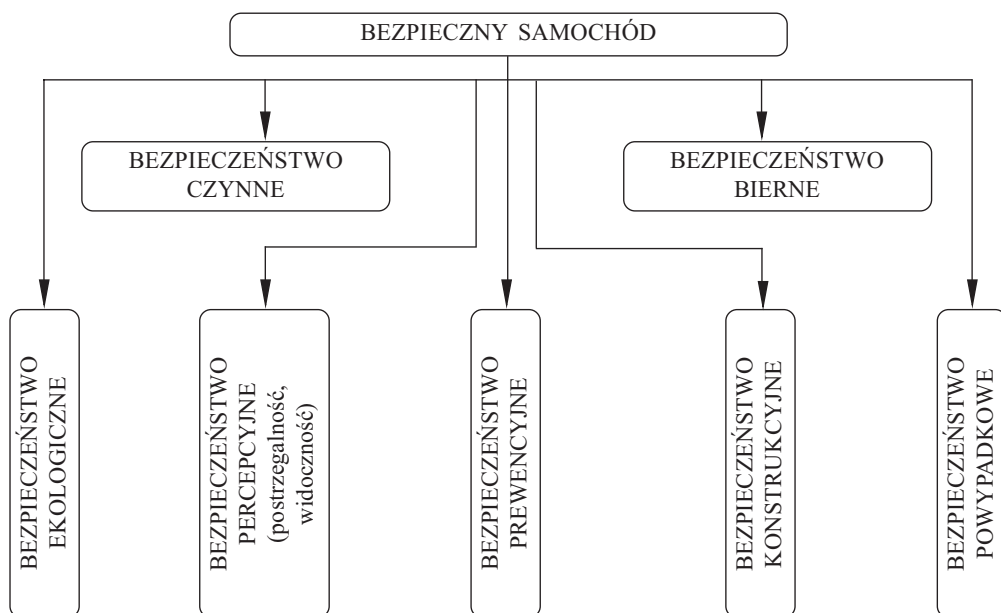 BEZPIECZNY SAMOCHÓD
BEZPIECZEŃSTWO
CZYNNE
BEZPIECZEŃSTWO
BIERNE
BEZPIECZEŃSTWO
EKOLOGICZNE
BEZPIECZEŃSTWO
PERCEPCYJNE
(postrzegalność,
widoczność)
BEZPIECZEŃSTWO
PREWENCYJNE
BEZPIECZEŃSTWO
KONSTRUKCYJNE
BEZPIECZEŃSTWO
POWYPADKOWE